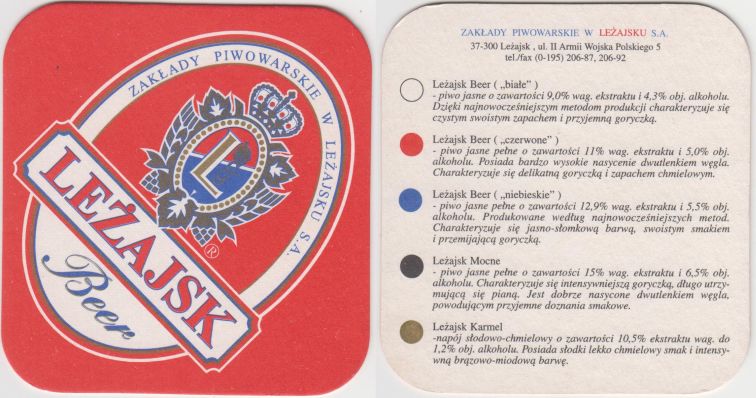 ZAKŁADY PIWOWARSKIE W LEŻAJSKU S.A.
L
LEŻAJSK
®
Beer
ZAKŁADY PIWOWARSKIE W LEŻAJSKU S.A.
37-300 Leżajsk , ul. II Armii Wojska Polskiego 5
tel./fax (0-195) 206-87, 206-92
Leżajsk Beer ( „białe” )
- piwo jasne o zawartości 9,0% wag. ekstraktu i 4,3% obj. alkoholu.
Dzięki najnowocześniejszym metodom produkcji charakteryzuje się
czystym swoistym zapachem i przyjemną goryczką.
Leżajsk Beer ( „czerwone” )
- piwo jasne o zawartości 11% wag. ekstraktu i 5,0% obj.
alkoholu. Posiada bardzo wysokie nasycenie dwutlenkiem węgla.
Charakteryzuje się delikatną goryczką i zapachem chmielowym.
Leżajsk Beer ( „niebieskie” )
- piwo jasne pełne o zawartości 12,9% wag. ekstraktu i 5,5% obj.
alkoholu. Produkowane według najnowocześniejszych metod.
Charakteryzuje się jasno-słomkową barwą, swoistym smakiem
i przemijającą goryczką.
Leżajsk Mocne
- piwo jasne pełne o zawartości 15% wag. ekstraktu i 6,5% obj.
alkoholu. Charakteryzuje się intensywniejszą goryczką, długo utrzy-
mującą się pianą. Jest dobrze nasycone dwutlenkiem węgla,
powodującym przyjemne doznania smakowe.
Leżajsk Karmel
-napój słodowo-chmielowy o zawartości 10,5% ekstraktu wag. do
1,2% obj. alkoholu. Posiada słodki lekko chmielowy smak i intensy-
wną brązowo-miodową barwę.